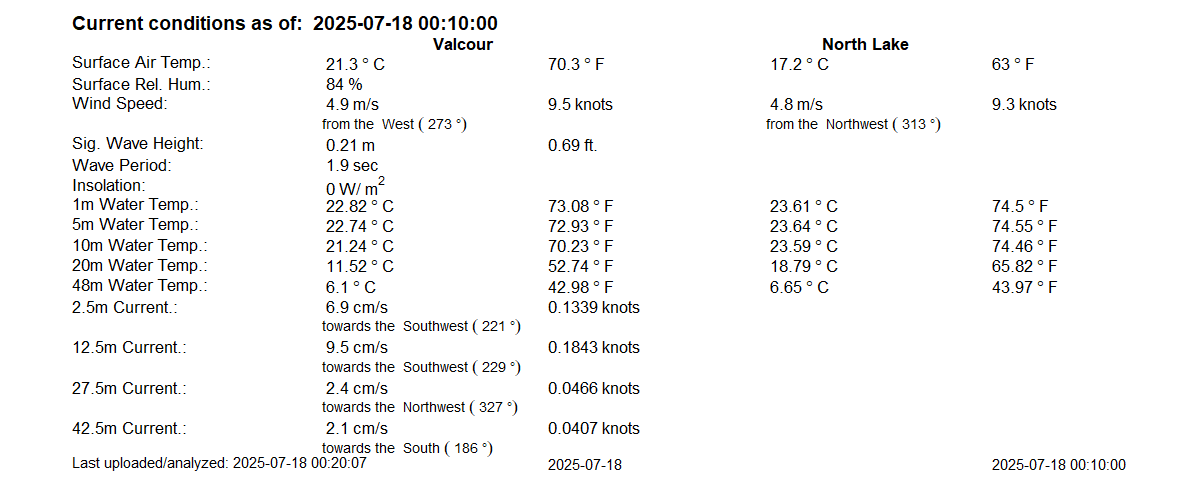 Current conditions as of: 2025-07-18 00:10:00
Valcour North Lake
Surface Air Temp.: 21.3 ° C 70.3 ° F 17.2 ° C 63 ° F
Surface Rel. Hum.: 84 %
Wind Speed: 4.9 m/s 9.5 knots 4.8 m/s 9.3 knots
from the West ( 273 °) from the Northwest ( 313 °)
Sig. Wave Height: 0.21 m 0.69 ft.
Wave Period: 1.9 sec
Insolation: 0 W/ m2
1m Water Temp.: 22.82 ° C 73.08 ° F 23.61 ° C 74.5 ° F
5m Water Temp.: 22.74 ° C 72.93 ° F 23.64 ° C 74.55 ° F
10m Water Temp.: 21.24 ° C 70.23 ° F 23.59 ° C 74.46 ° F
20m Water Temp.: 11.52 ° C 52.74 ° F 18.79 ° C 65.82 ° F
48m Water Temp.: 6.1 ° C 42.98 ° F 6.65 ° C 43.97 ° F
2.5m Current.: 6.9 cm/s 0.1339 knots
towards the Southwest ( 221 °)
12.5m Current.: 9.5 cm/s 0.1843 knots
towards the Southwest ( 229 °)
27.5m Current.: 2.4 cm/s 0.0466 knots
towards the Northwest ( 327 °)
42.5m Current.: 2.1 cm/s 0.0407 knots
towards the South ( 186 °)
Last uploaded/analyzed: 2025-07-18 00:20:07 2025-07-18 2025-07-18 00:10:00